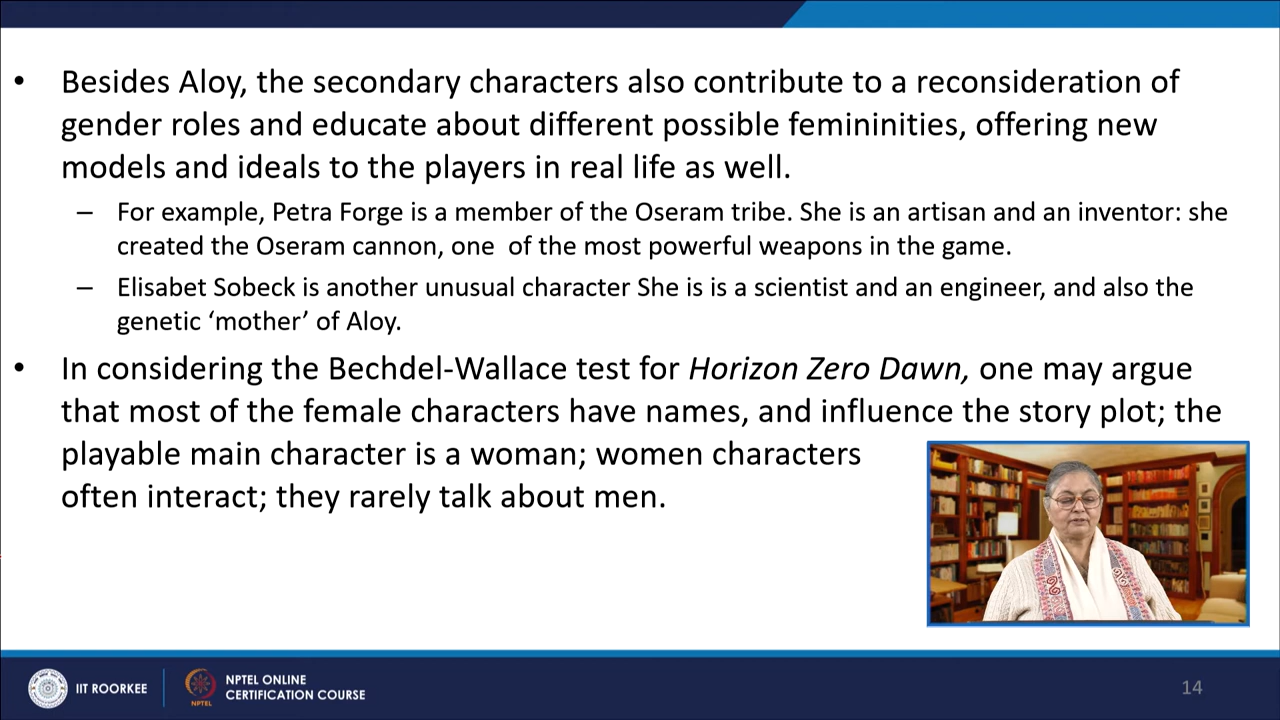 • Besides Aloy, the secondary characters also contribute to a reconsideration of
gender roles and educate about different possible femininities, offering new
models and ideals to the players in real life as well.
– For example, Petra Forge is a member of the Oseram tribe. She is an artisan and an inventor: she
created the Oseram cannon, one  of the most powerful weapons in the game.
– Elisabet Sobeck is another unusual character She is is a scientist and an engineer, and also the
genetic ‘mother’ of Aloy.
• In considering the Bechdel-Wallace test for Horizon Zero Dawn, one may argue
that most of the female characters have names, and influence the story plot; the
playable main character is a woman; women characters
often interact; they rarely talk about men.
IIT ROORKEE
NPTEL
NPTEL ONLINE
CERTIFICATION COURSE
14